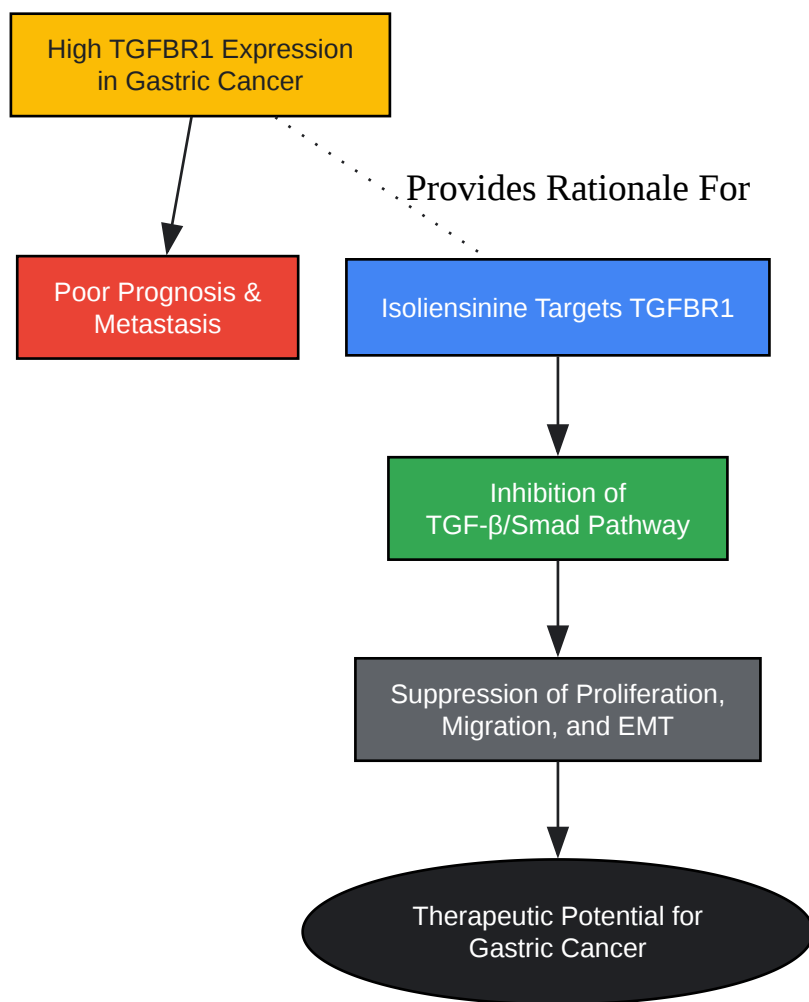 High TGFBR1 Expression
in Gastric Cancer
Provides Rationale For
Poor Prognosis &
Metastasis
Isoliensinine Targets TGFBR1
Inhibition of
TGF-β/Smad Pathway
Suppression of Proliferation,
Migration, and EMT
Therapeutic Potential for
Gastric Cancer